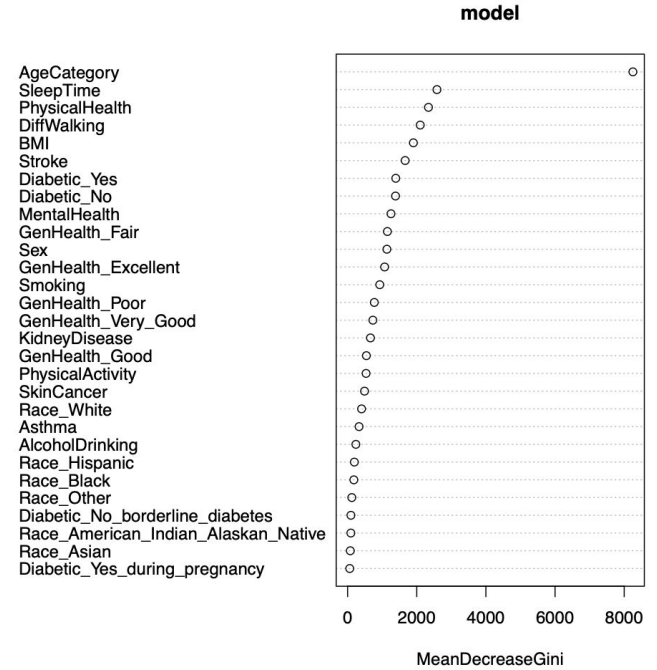 model
AgeCategory
SleepTime
PhysicalHealth
DiffWalking
BMI
Stroke
Diabetic_Yes
Diabetic_No
MentalHealth
GenHealth_Fair
Sex
GenHealth_Excellent
Smoking
GenHealth_Poor
GenHealth_Very_Good
KidneyDisease
GenHealth_Good
PhysicalActivity
SkinCancer
Race_White
Asthma
AlcoholDrinking
Race_Hispanic
Race_Black
Race_Other
Diabetic_No_borderline_diabetes
Race_American_Indian_Alaskan_Native
Race_Asian
Diabetic_Yes_during_pregnancy
0 2000 4000 6000 8000
MeanDecreaseGini